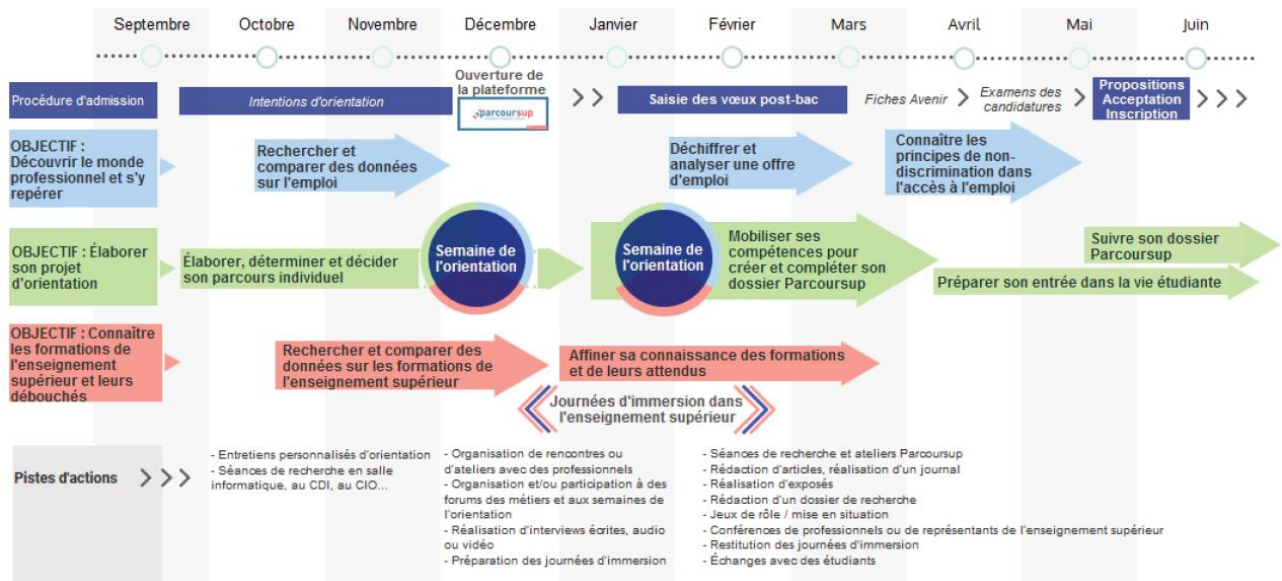 Septembre
Octobre
Novembre
Décembre
Janvier
Février
Mars
Avril
Mai
Juin
Procédure d'admission
Intentions d'orientation
Ouverture de
la plateforme
parcoursup
Saisie des vœux post-bac
Fiches Avenir
Examens des
candidatures
Propositions
Acceptation
Inscription
OBJECTIF :
Découvrir le monde
professionnel et s'y
repérer
Rechercher et
comparer des données
sur l'emploi
Déchiffrer et
analyser une offre
d'emploi
Connaître les
principes de non-
discrimination dans
l'accès à l'emploi
OBJECTIF : Élaborer
son projet
d'orientation
Élaborer, déterminer et décider
son parcours individuel
Semaine de
l'orientation
Semaine de
l'orientation
Mobiliser ses
compétences pour
créer et compléter son
dossier Parcoursup
Suivre son dossier
Parcoursup
Préparer son entrée dans la vie étudiante
OBJECTIF : Connaître
les formations de
l'enseignement
supérieur et leurs
débouchés
Rechercher et comparer des
données sur les formations de
l'enseignement supérieur
Affiner sa connaissance des formations
et de leurs attendus
Journées d'immersion dans
l'enseignement supérieur
Pistes d'actions
- Entretiens personnalisés d'orientation
- Séances de recherche en salle
informatique, au CDI, au CIO...
- Organisation de rencontres ou
d'ateliers avec des professionnels
- Organisation et/ou participation à des
forums des métiers et aux semaines de
l'orientation
- Réalisation d'interviews écrites, audio
ou vidéo
- Préparation des journées d'immersion
- Séances de recherche et ateliers Parcoursup
- Rédaction d'articles, réalisation d'un journal
- Réalisation d'exposés
- Rédaction d'un dossier de recherche
- Jeux de rôle / mise en situation
- Conférences de professionnels ou de représentants de l'enseignement supérieur
- Restitution des journées d'immersion
- Échanges avec des étudiants